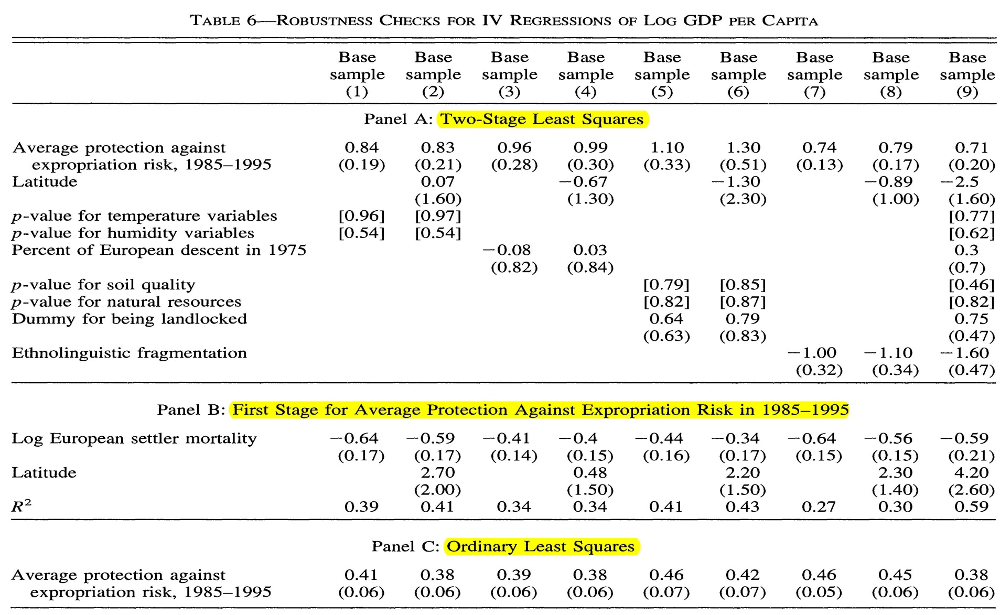 TABLE 6—ROBUSTNESS CHECKS FOR IV REGRESSIONS OF LOG GDP PER CAPITA
Base Base Base Base Base Base Base Base Base
sample sample sample sample sample sample sample sample sample
(1) (2) (3) (4) (5) (6) (7) (8) (9)
Panel A: Two-Stage Least Squares
Average protection against 0.84 0.83 0.96 0.99 1.10 1.30 0.74 0.79 0.71
expropriation risk, 1985–1995 (0.19) (0.21) (0.28) (0.30) (0.33) (0.51) (0.13) (0.17) (0.20)
Latitude 0.07 −0.67 −1.30 −0.89 −2.5
(1.60) (1.30) (2.30) (1.00) (1.60)
p-value for temperature variables [0.96] [0.97] [0.77]
p-value for humidity variables [0.54] [0.54] [0.62]
Percent of European descent in 1975 −0.08 0.03 0.3
(0.82) (0.84) (0.7)
p-value for soil quality [0.79] [0.85] [0.46]
p-value for natural resources [0.82] [0.87] [0.82]
Dummy for being landlocked 0.64 0.79 0.75
(0.63) (0.83) (0.47)
Ethnolinguistic fragmentation −1.00 −1.10 −1.60
(0.32) (0.34) (0.47)
Panel B: First Stage for Average Protection Against Expropriation Risk in 1985–1995
Log European settler mortality −0.64 −0.59 −0.41 −0.4 −0.44 −0.34 −0.64 −0.56 −0.59
(0.17) (0.17) (0.14) (0.15) (0.16) (0.17) (0.15) (0.15) (0.21)
Latitude 2.70 0.48 2.20 2.30 4.20
(2.00) (1.50) (1.50) (1.40) (2.60)
R² 0.39 0.41 0.34 0.34 0.41 0.43 0.27 0.30 0.59
Panel C: Ordinary Least Squares
Average protection against 0.41 0.38 0.39 0.38 0.46 0.42 0.46 0.45 0.38
expropriation risk, 1985–1995 (0.06) (0.06) (0.06) (0.06) (0.07) (0.07) (0.05) (0.06) (0.06)